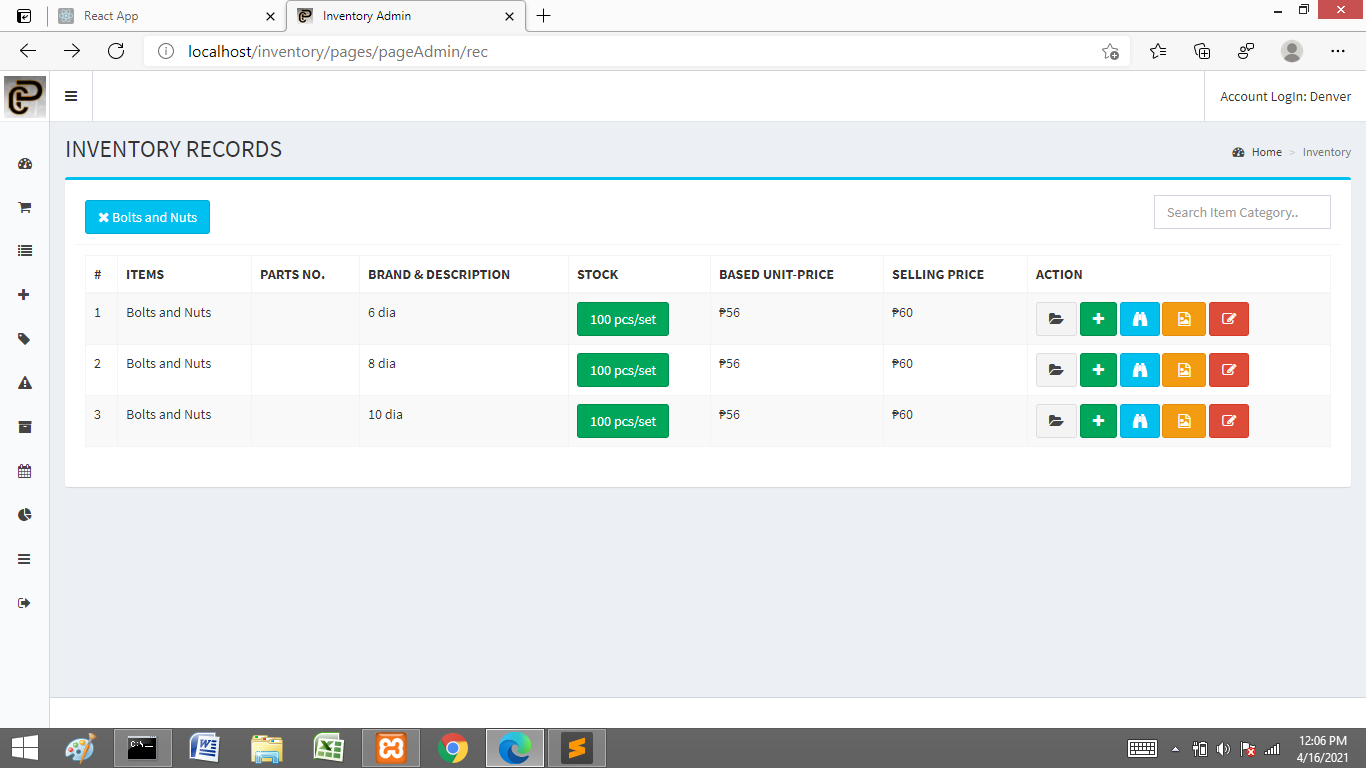 React App
Inventory Admin
localhost/inventory/pages/pageAdmin/rec
Account LogIn: Denver
INVENTORY RECORDS
Home > Inventory
Bolts and Nuts
Search Item Category..
# ITEMS PARTS NO. BRAND & DESCRIPTION STOCK BASED UNIT-PRICE SELLING PRICE ACTION
1 Bolts and Nuts 6 dia 100 pcs/set ₱56 ₱60
2 Bolts and Nuts 8 dia 100 pcs/set ₱56 ₱60
3 Bolts and Nuts 10 dia 100 pcs/set ₱56 ₱60
12:06 PM
4/16/2021